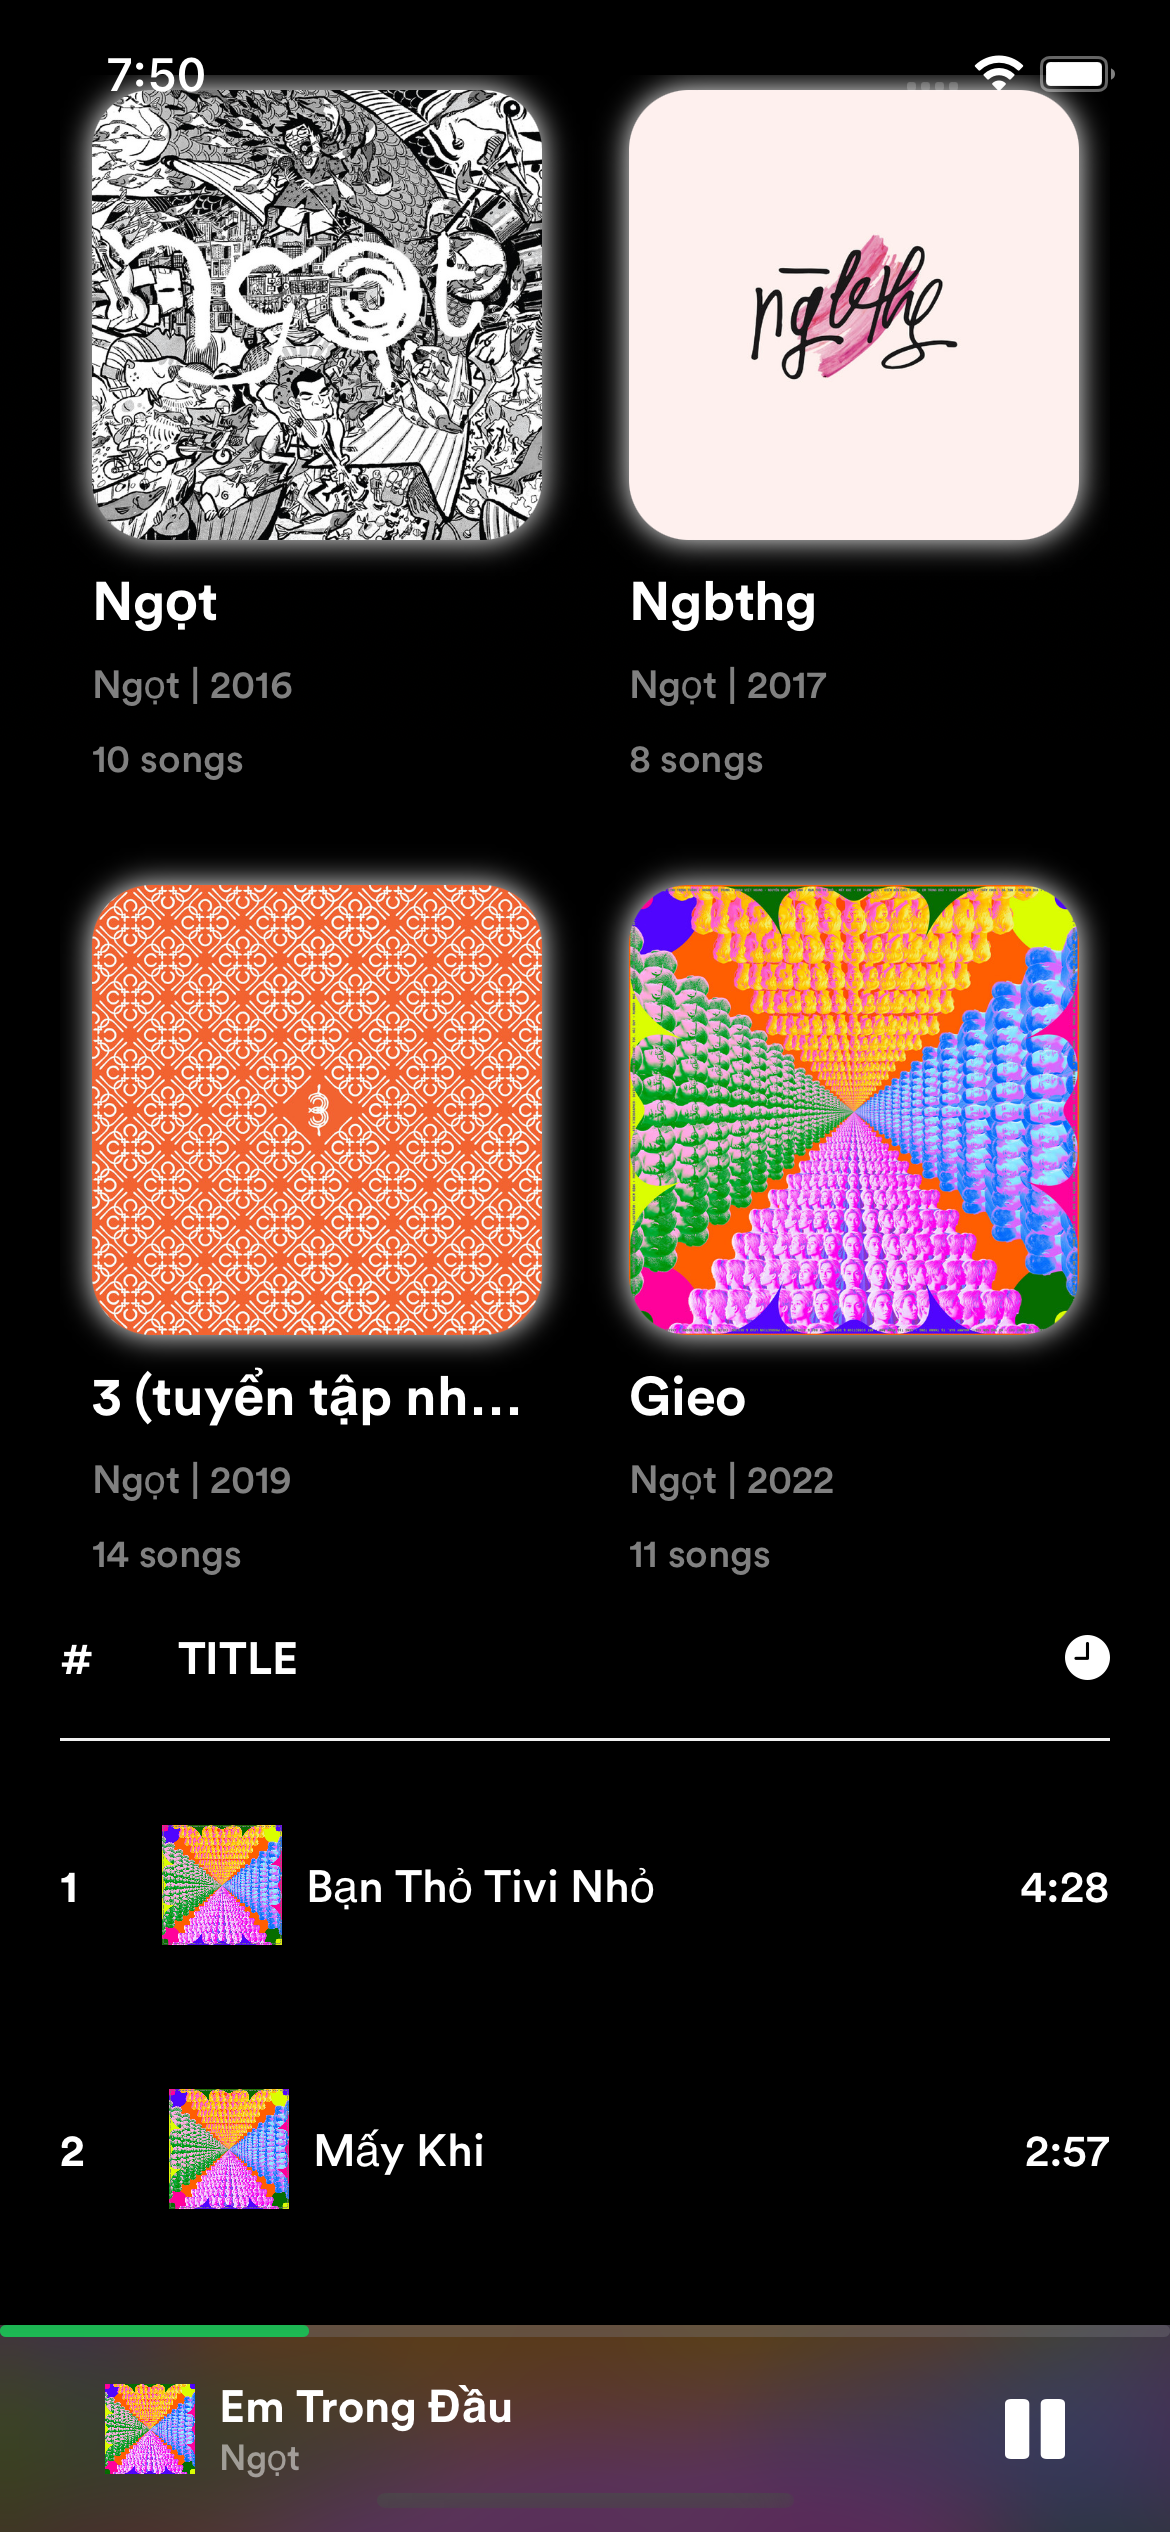 7:50
ngọt
ngbthg
Ngọt
Ngbthg
Ngọt | 2016
Ngọt | 2017
10 songs
8 songs
3
3 (tuyển tập nh...
Gieo
Ngọt | 2019
Ngọt | 2022
14 songs
11 songs
# TITLE
1 Bạn Thỏ Tivi Nhỏ 4:28
2 Mấy Khi 2:57
Em Trong Đầu
Ngọt